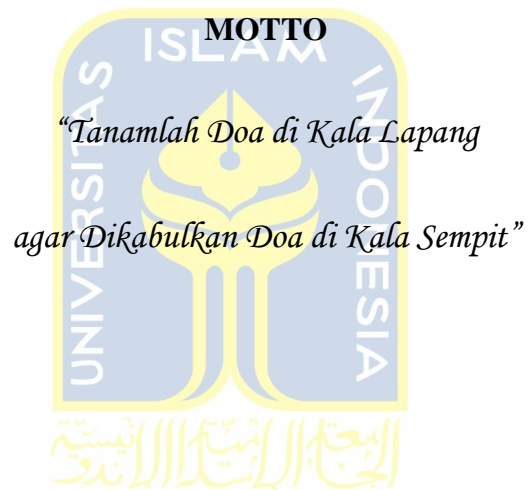 MOTTO
ISLAM
UNIVERSITAS
INDONESIA
“Tanamlah Doa di Kala Lapang
agar Dikabulkan Doa di Kala Sempit”